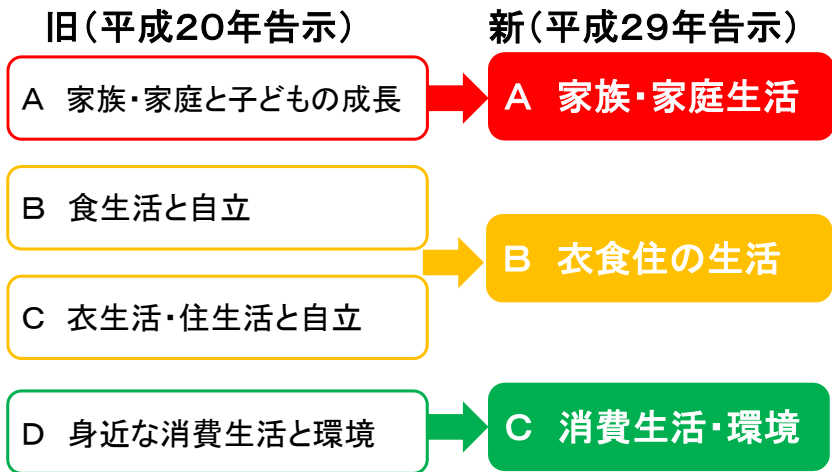 旧(平成20年告示)
新(平成29年告示)
A 家族・家庭と子どもの成長
A 家族・家庭生活
B 食生活と自立
B 衣食住の生活
C 衣生活・住生活と自立
D 身近な消費生活と環境
C 消費生活・環境